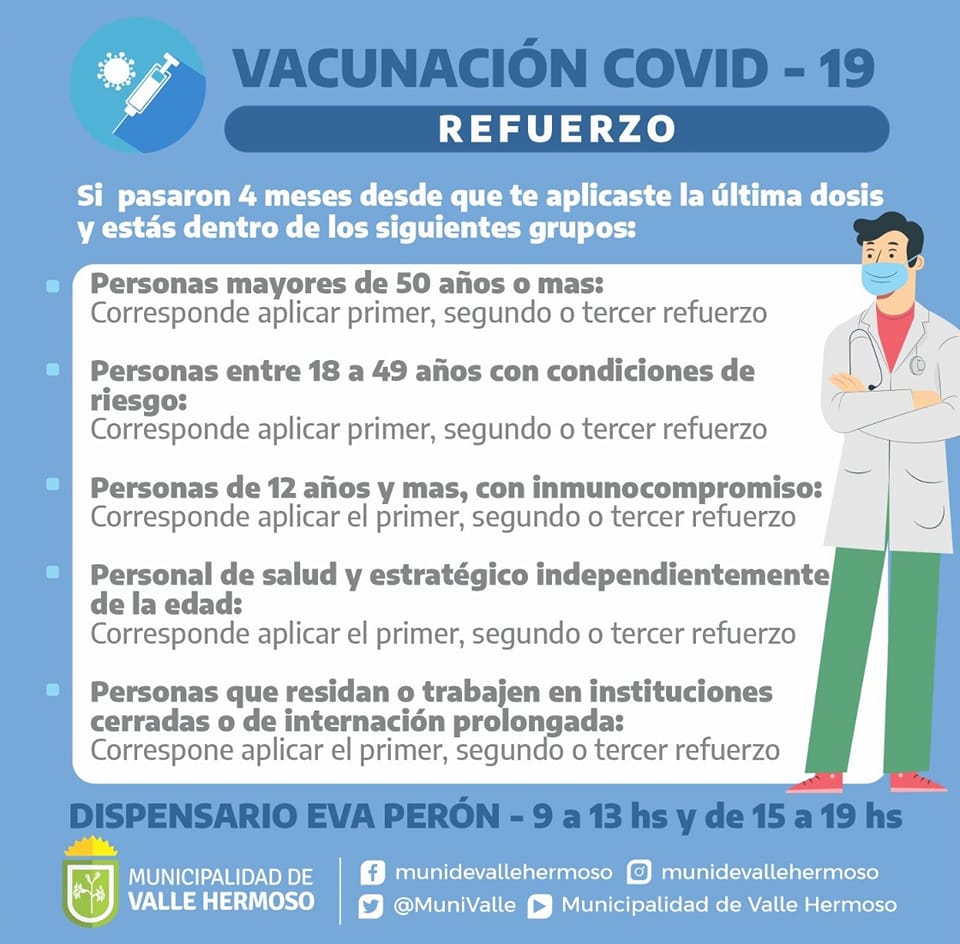 VACUNACIÓN COVID - 19
REFUERZO
Si pasaron 4 meses desde que te aplicaste la última dosis
y estás dentro de los siguientes grupos:
Personas mayores de 50 años o mas:
Corresponde aplicar primer, segundo o tercer refuerzo
Personas entre 18 a 49 años con condiciones de
riesgo:
Corresponde aplicar primer, segundo o tercer refuerzo
Personas de 12 años y mas, con inmunocompromiso:
Corresponde aplicar el primer, segundo o tercer refuerzo
Personal de salud y estratégico independientemente
de la edad:
Corresponde aplicar el primer, segundo o tercer refuerzo
Personas que residan o trabajen en instituciones
cerradas o de internación prolongada:
Correspone aplicar el primer, segundo o tercer refuerzo
DISPENSARIO EVA PERÓN - 9 a 13 hs y de 15 a 19 hs
MUNICIPALIDAD DE
VALLE HERMOSO
munidevallehermoso munidevallehermoso
@MuniValle Municipalidad de Valle Hermoso